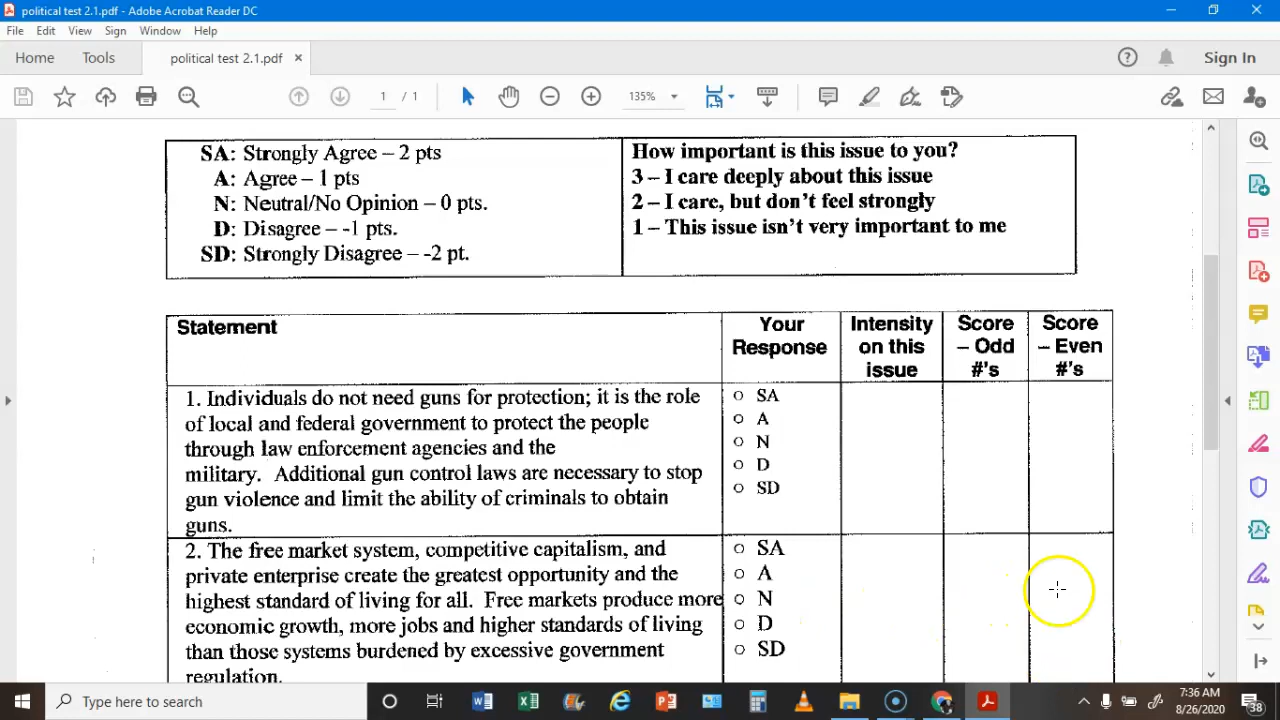 political test 2.1.pdf - Adobe Acrobat Reader DC
File Edit View Sign Window Help
Home Tools political test 2.1.pdf × Sign In
1 / 1 135%
SA: Strongly Agree – 2 pts
A: Agree – 1 pts
N: Neutral/No Opinion – 0 pts.
D: Disagree – -1 pts.
SD: Strongly Disagree – -2 pt.
How important is this issue to you?
3 – I care deeply about this issue
2 – I care, but don't feel strongly
1 – This issue isn't very important to me
Statement
Your
Response
Intensity
on this
issue
Score
– Odd
#'s
Score
– Even
#'s
1. Individuals do not need guns for protection; it is the role
of local and federal government to protect the people
through law enforcement agencies and the
military. Additional gun control laws are necessary to stop
gun violence and limit the ability of criminals to obtain
guns.
o SA
o A
o N
o D
o SD
2. The free market system, competitive capitalism, and
private enterprise create the greatest opportunity and the
highest standard of living for all. Free markets produce more
economic growth, more jobs and higher standards of living
than those systems burdened by excessive government
regulation.
o SA
o A
o N
o D
o SD
Type here to search
7:36 AM
8/26/2020
38